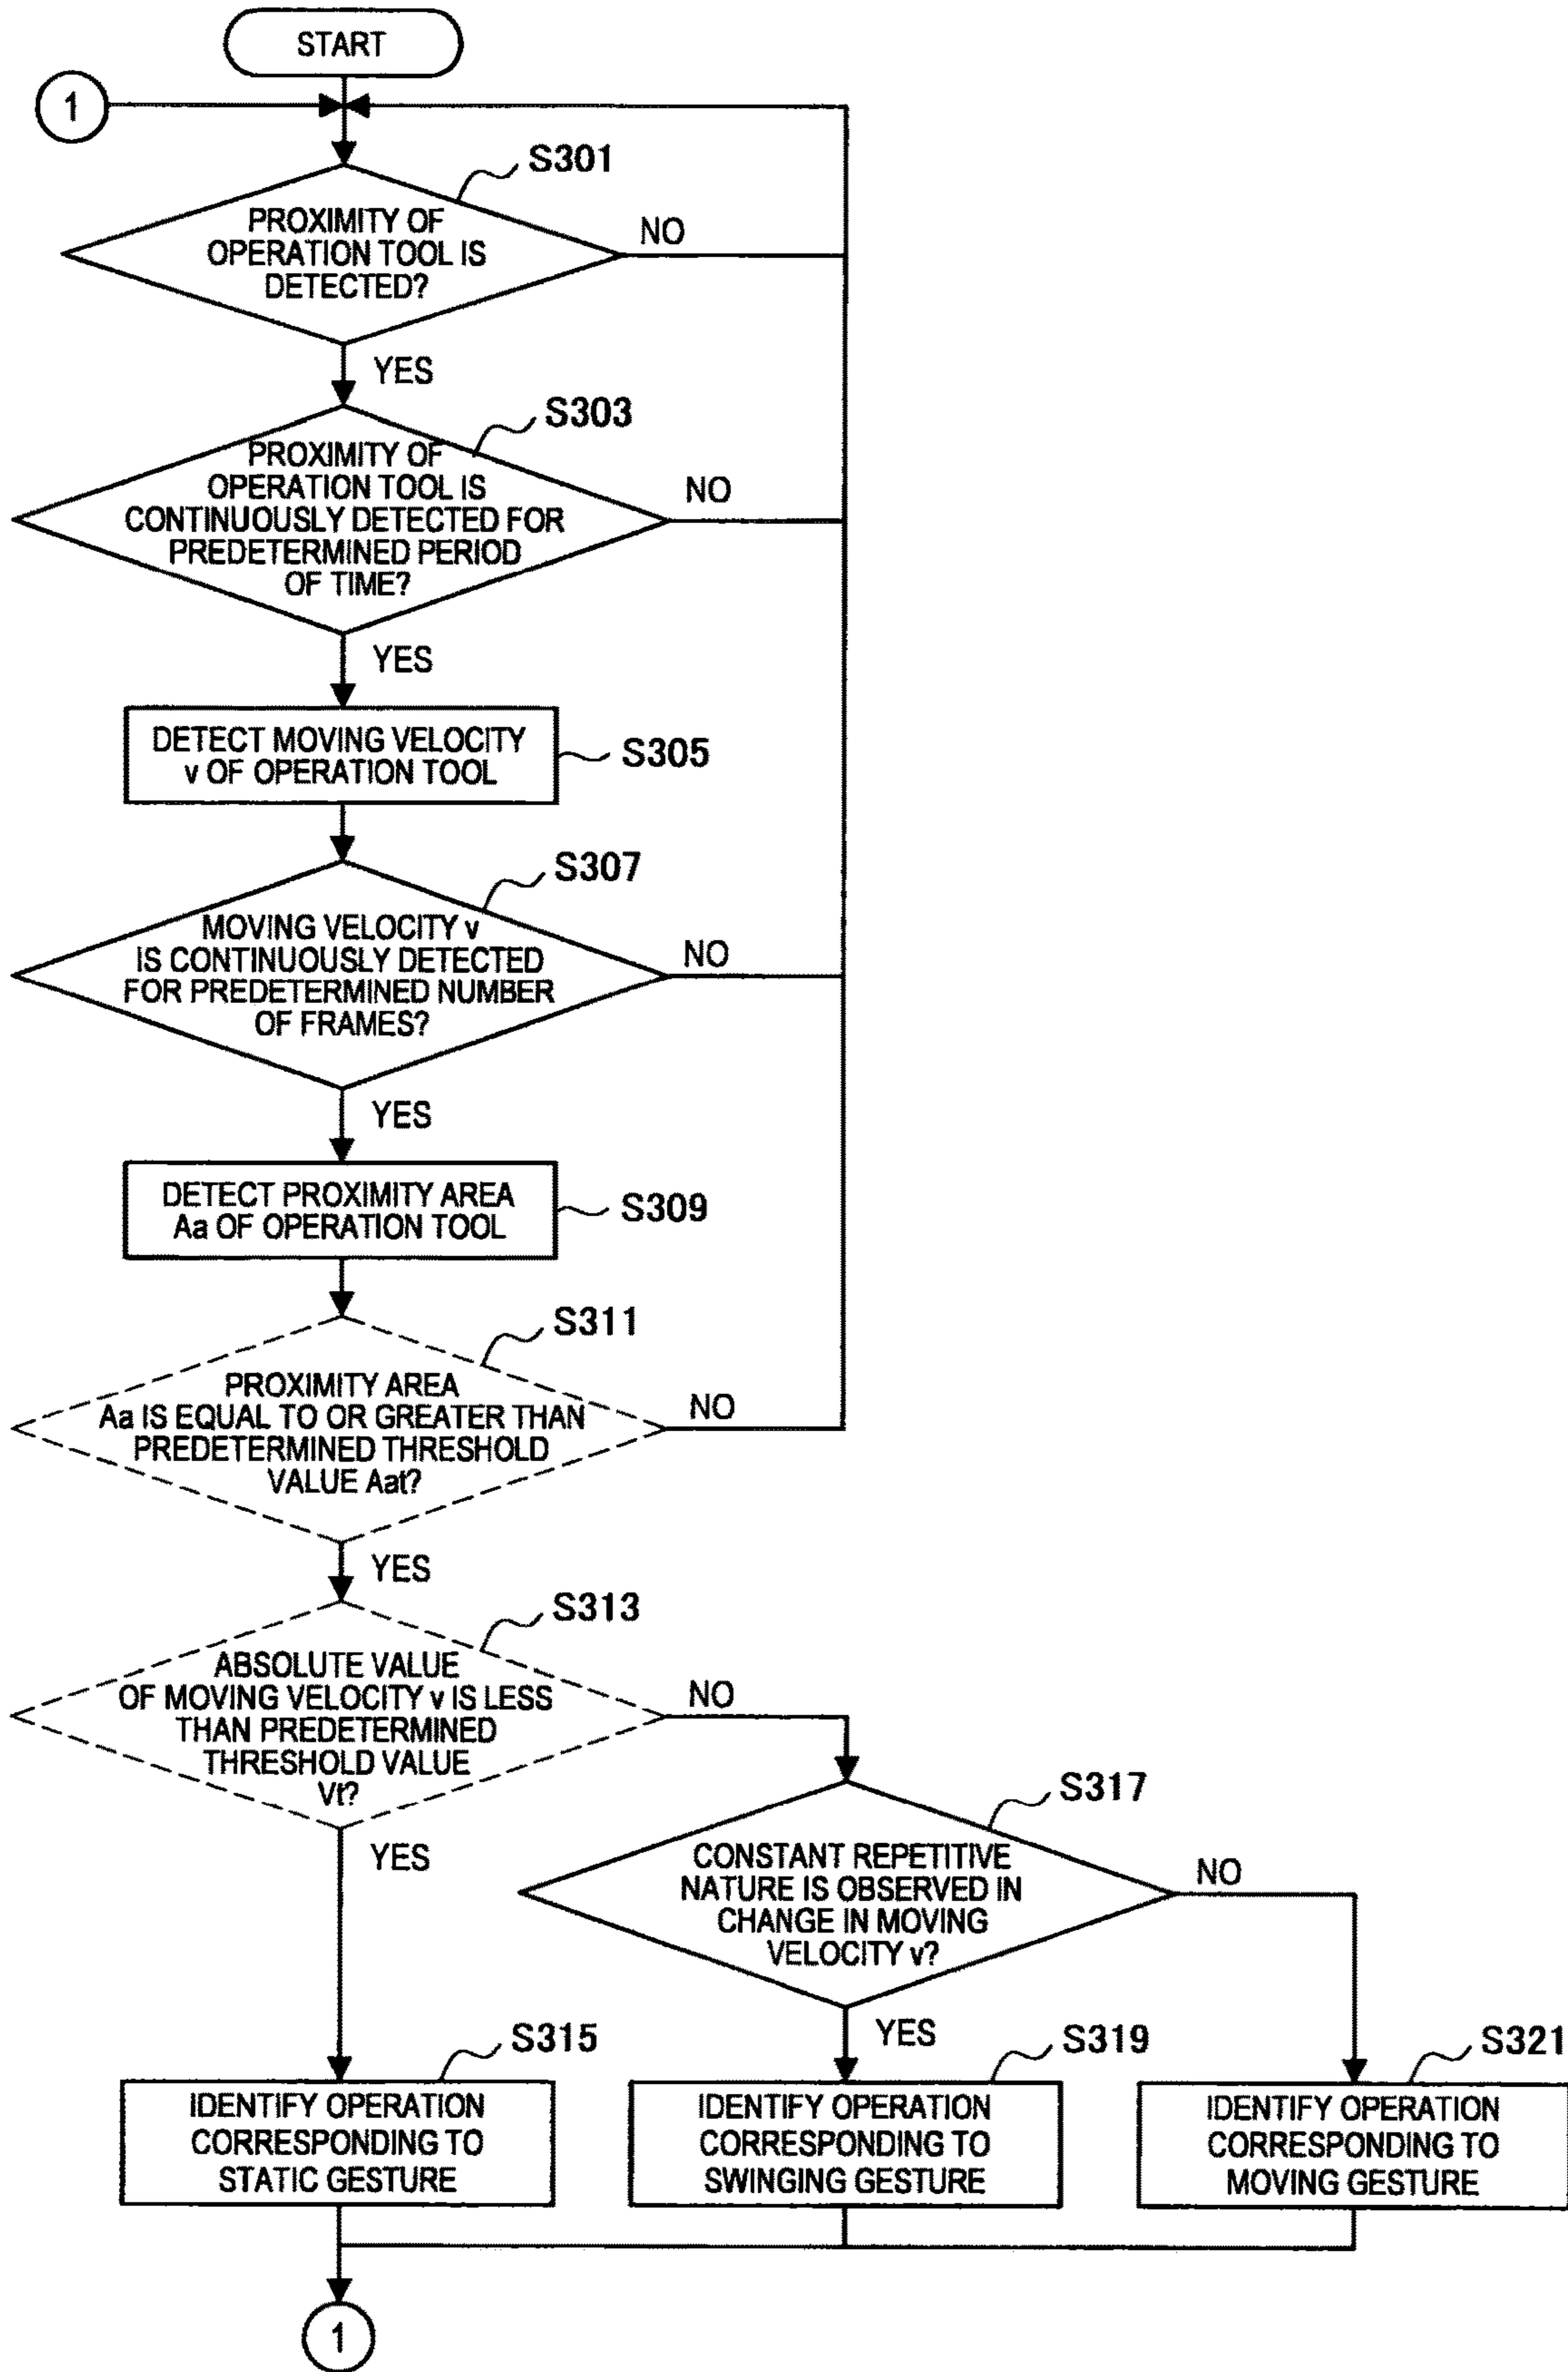 START
1
S301
PROXIMITY OF
OPERATION TOOL IS
DETECTED?
NO
YES
S303
PROXIMITY OF
OPERATION TOOL IS
CONTINUOUSLY DETECTED FOR
PREDETERMINED PERIOD
OF TIME?
NO
YES
DETECT MOVING VELOCITY
v OF OPERATION TOOL
S305
S307
MOVING VELOCITY v
IS CONTINUOUSLY DETECTED
FOR PREDETERMINED NUMBER
OF FRAMES?
NO
YES
DETECT PROXIMITY AREA
Aa OF OPERATION TOOL
S309
S311
PROXIMITY AREA
Aa IS EQUAL TO OR GREATER THAN
PREDETERMINED THRESHOLD
VALUE Aat?
NO
YES
S313
ABSOLUTE VALUE
OF MOVING VELOCITY v IS LESS
THAN PREDETERMINED
THRESHOLD VALUE
Vt?
NO
YES
S317
CONSTANT REPETITIVE
NATURE IS OBSERVED IN
CHANGE IN MOVING
VELOCITY v?
NO
YES
S315
IDENTIFY OPERATION
CORRESPONDING TO
STATIC GESTURE
S319
IDENTIFY OPERATION
CORRESPONDING TO
SWINGING GESTURE
S321
IDENTIFY OPERATION
CORRESPONDING TO
MOVING GESTURE
1